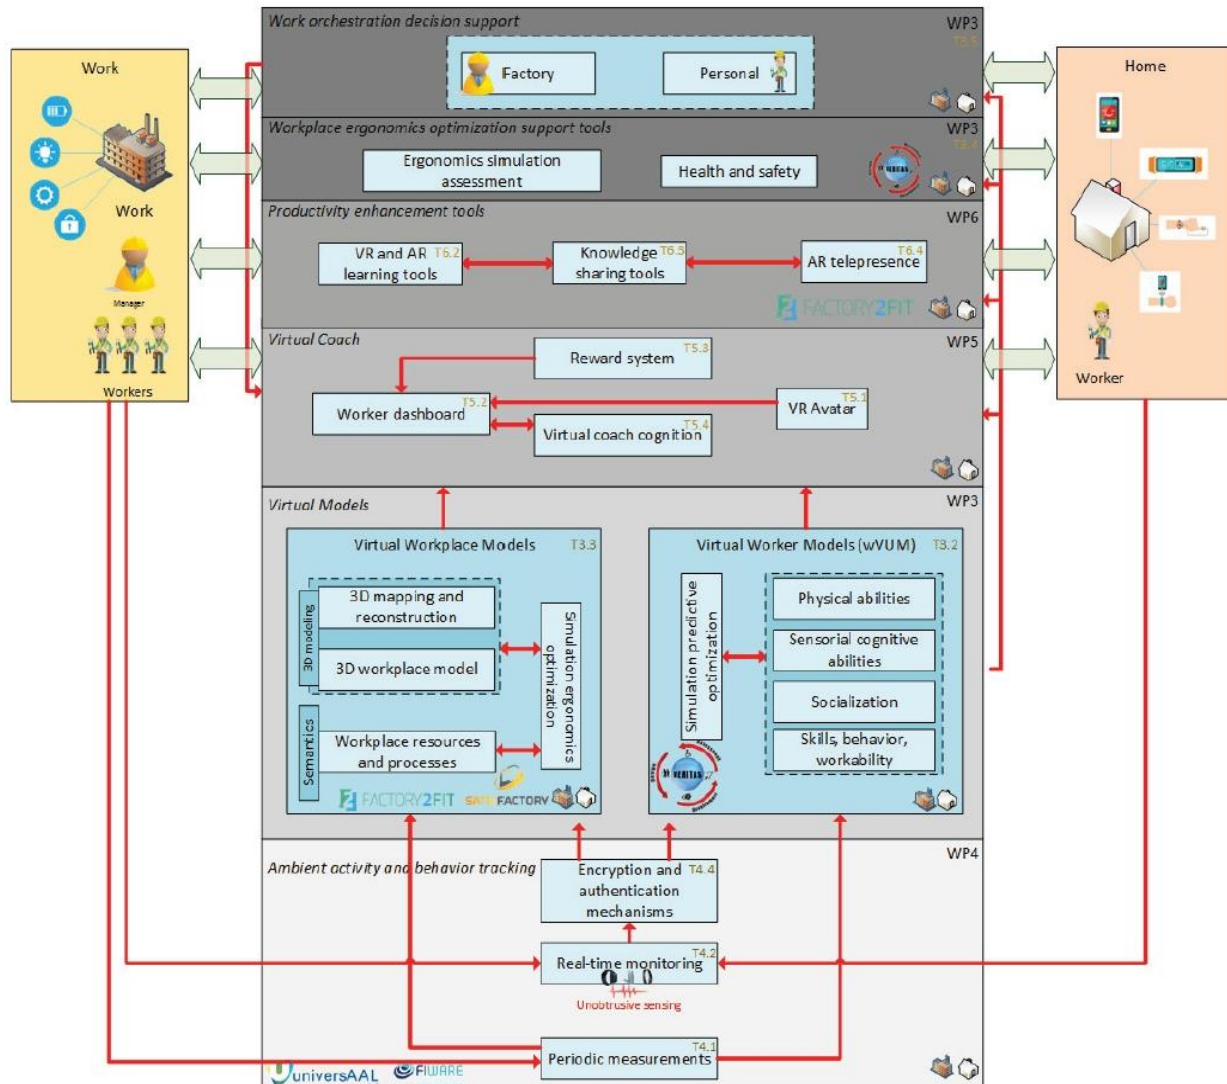 Work orchestration decision support
WP3
T3.5
Factory
Personal
Work
Work
Manager
Workers
Home
Worker
Workplace ergonomics optimization support tools
WP3
T3.4
Ergonomics simulation
assessment
Health and safety
VERITAS
Productivity enhancement tools
WP6
VR and AR
learning tools
T6.2
Knowledge
sharing tools
T6.5
AR telepresence
T6.4
FACTORY2FIT
Virtual Coach
WP5
Reward system
T5.3
Worker dashboard
T5.2
Virtual coach cognition
T5.4
VR Avatar
T5.1
Virtual Models
WP3
Virtual Workplace Models
T3.3
3D modeling
3D mapping and
reconstruction
3D workplace model
Semantics
Workplace resources
and processes
Simulation ergonomics
optimization
FACTORY2FIT
SATISFACTORY
Virtual Worker Models (wVUM)
T3.2
Simulation predictive
optimization
Physical abilities
Sensorial cognitive
abilities
Socialization
Skills, behavior,
workability
VERITAS
Ambient activity and behavior tracking
WP4
Encryption and
authentication
mechanisms
T4.4
Real-time monitoring
T4.2
Unobtrusive sensing
Periodic measurements
T4.1
universAAL
FIWARE